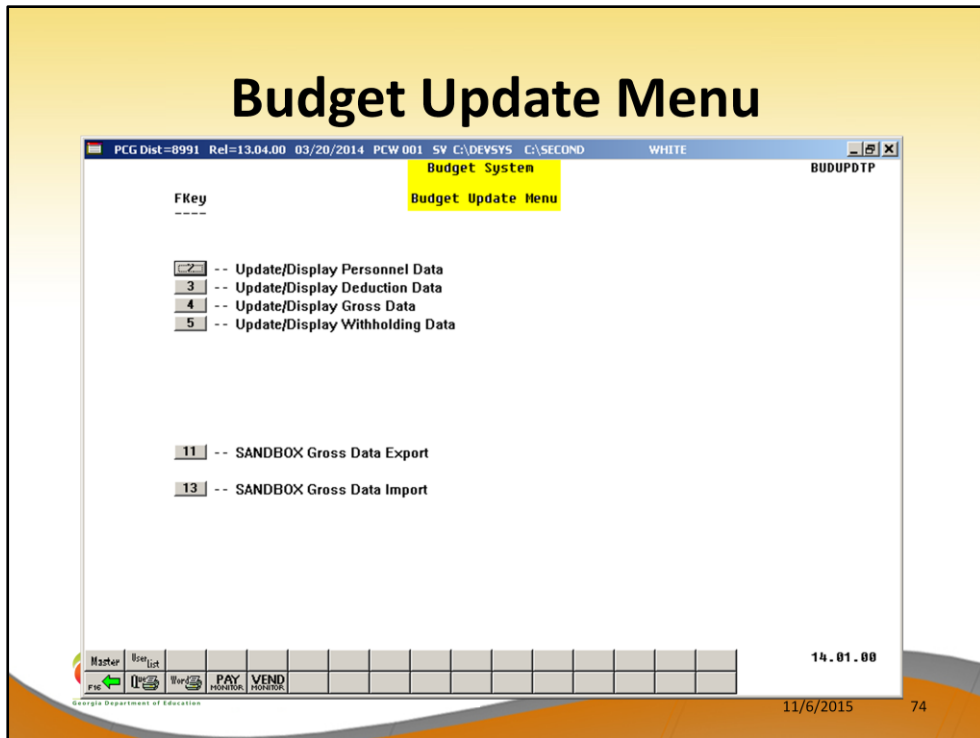 Budget Update Menu
PCG Dist=8991 Rel=13.04.00 03/20/2014 PCW 001 SV C:\DEVSYS C:\SECOND WHITE
Budget System BUDUPDTP
FKey Budget Update Menu
----
2 -- Update/Display Personnel Data
3 -- Update/Display Deduction Data
4 -- Update/Display Gross Data
5 -- Update/Display Withholding Data
11 -- SANDBOX Gross Data Export
13 -- SANDBOX Gross Data Import
Master User List 14.01.00
F16 Que Word PAY MONITOR VEND MONITOR
Georgia Department of Education
11/6/2015 74